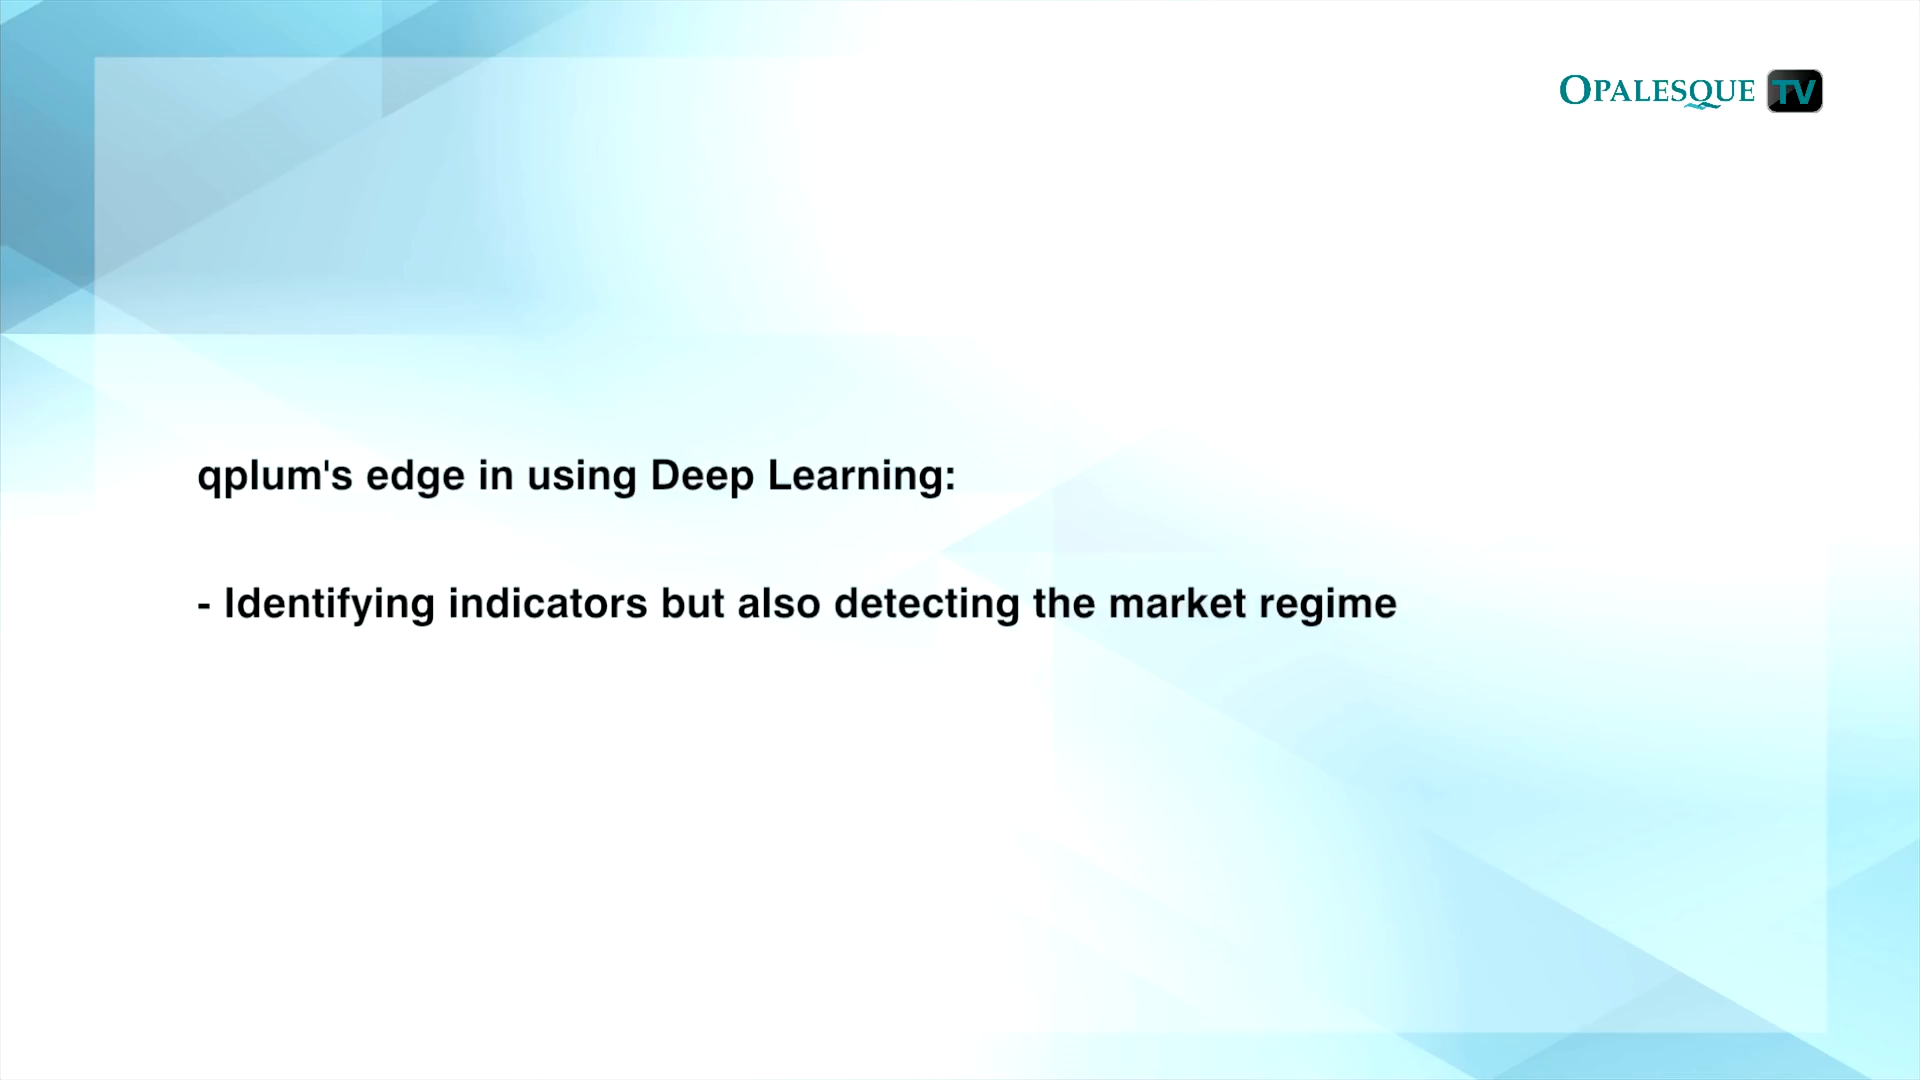 OPALESQUE TV
qplum's edge in using Deep Learning:
- Identifying indicators but also detecting the market regime